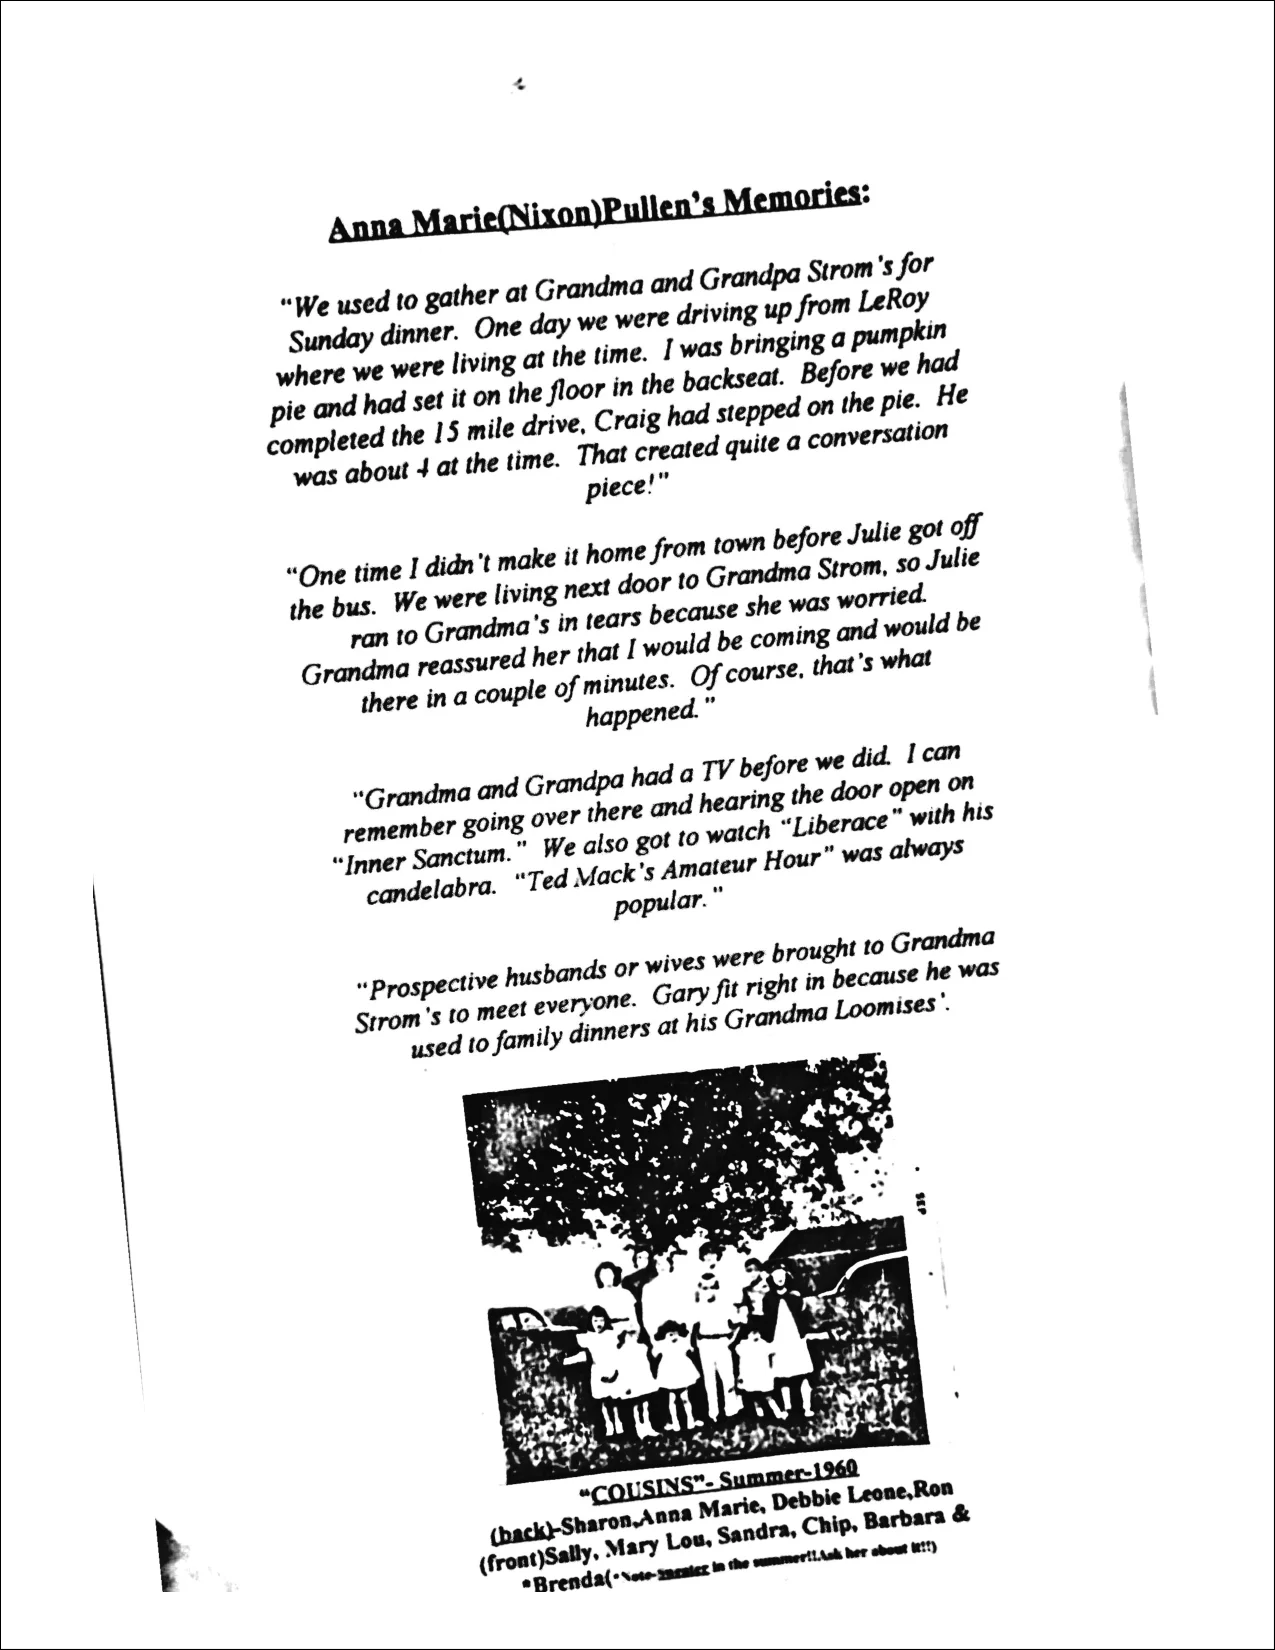 Anna Marie(Nixon)Pullen's Memories:
"We used to gather at Grandma and Grandpa Strom's for
Sunday dinner. One day we were driving up from LeRoy
where we were living at the time. I was bringing a pumpkin
pie and had set it on the floor in the backseat. Before we had
completed the 15 mile drive, Craig had stepped on the pie. He
was about 4 at the time. That created quite a conversation
piece!"
"One time I didn't make it home from town before Julie got off
the bus. We were living next door to Grandma Strom, so Julie
ran to Grandma's in tears because she was worried.
Grandma reassured her that I would be coming and would be
there in a couple of minutes. Of course, that's what
happened."
"Grandma and Grandpa had a TV before we did. I can
remember going over there and hearing the door open on
"Inner Sanctum." We also got to watch "Liberace" with his
candelabra. "Ted Mack's Amateur Hour" was always
popular."
"Prospective husbands or wives were brought to Grandma
Strom's to meet everyone. Gary fit right in because he was
used to family dinners at his Grandma Loomises'.
SEP
"COUSINS"- Summer-1960
(back)-Sharon,Anna Marie, Debbie Leone,Ron
(front)Sally, Mary Lou, Sandra, Chip, Barbara &
*Brenda(*Note- in the summer!!Ask her about it!!)